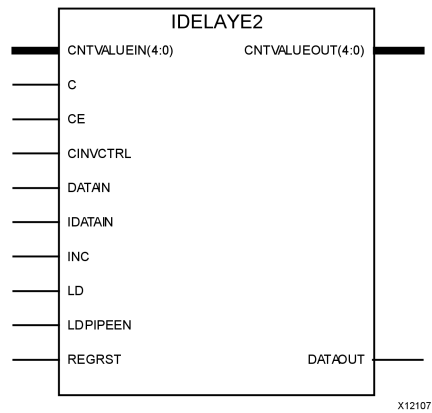 IDELAYE2
CNTVALUEIN(4:0) CNTVALUEOUT(4:0)
C
CE
CINVCTRL
DATAIN
IDATAIN
INC
LD
LDPIPEEN
REGRST DATAOUT
X12107